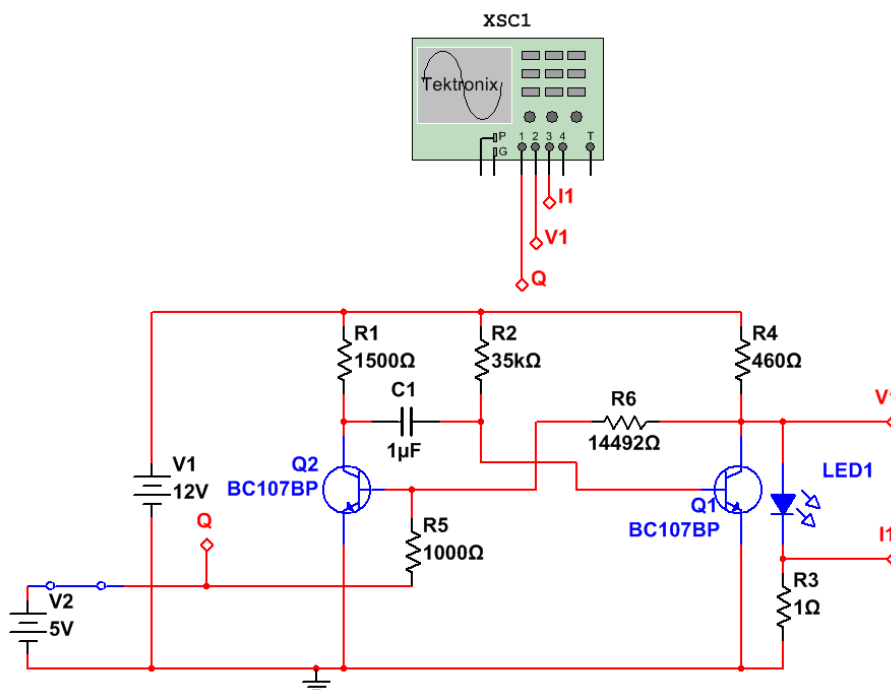 XSC1
Tektronix
P
G
1 2 3 4 T
I1
V1
Q
R1
1500Ω
R2
35kΩ
R4
460Ω
C1
1µF
R6
14492Ω
V1
V1
12V
Q2
BC107BP
Q1
BC107BP
LED1
Q
R5
1000Ω
I1
R3
1Ω
V2
5V